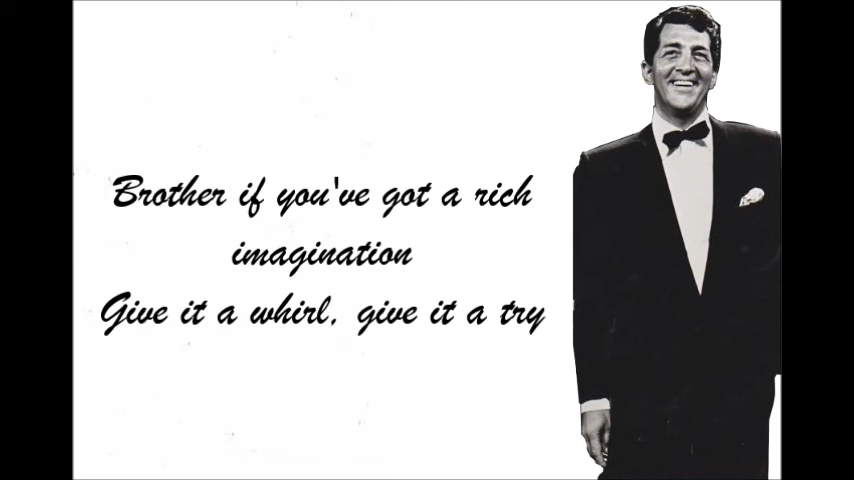 Brother if you've got a rich
imagination
Give it a whirl, give it a try